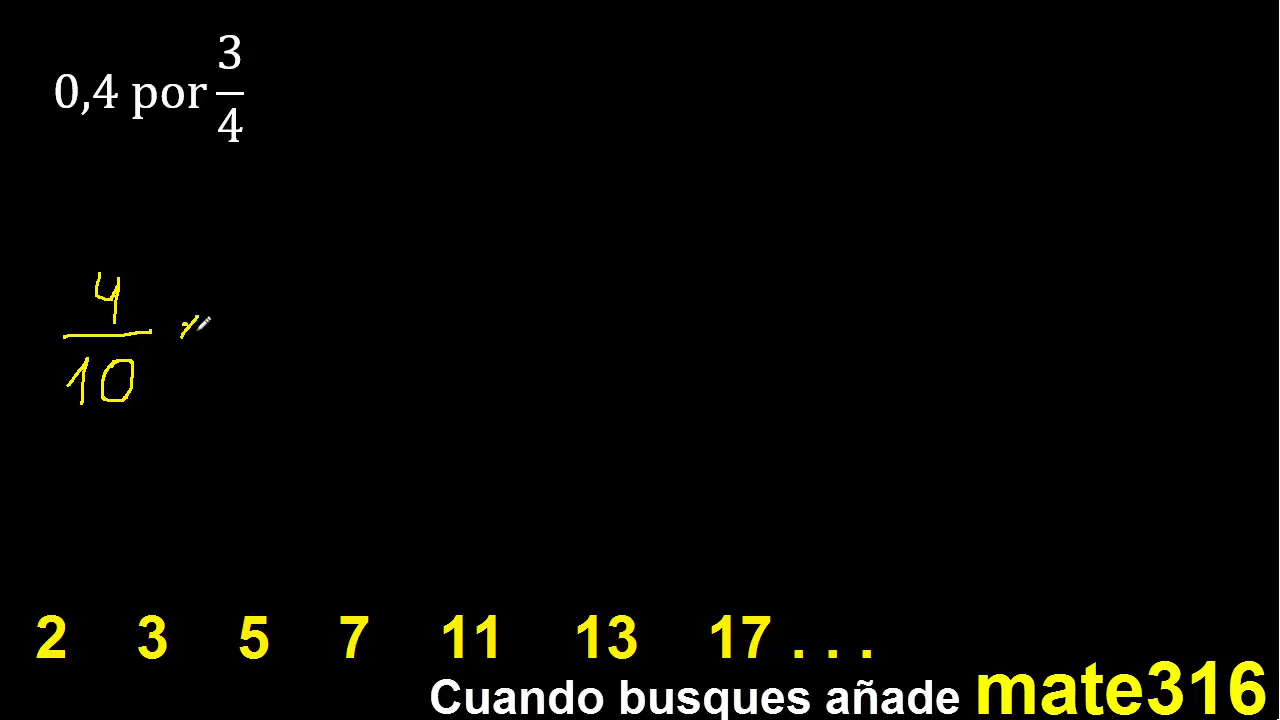 0,4 por 3/4
4/10 ×
2 3 5 7 11 13 17 . . .
Cuando busques añade mate316